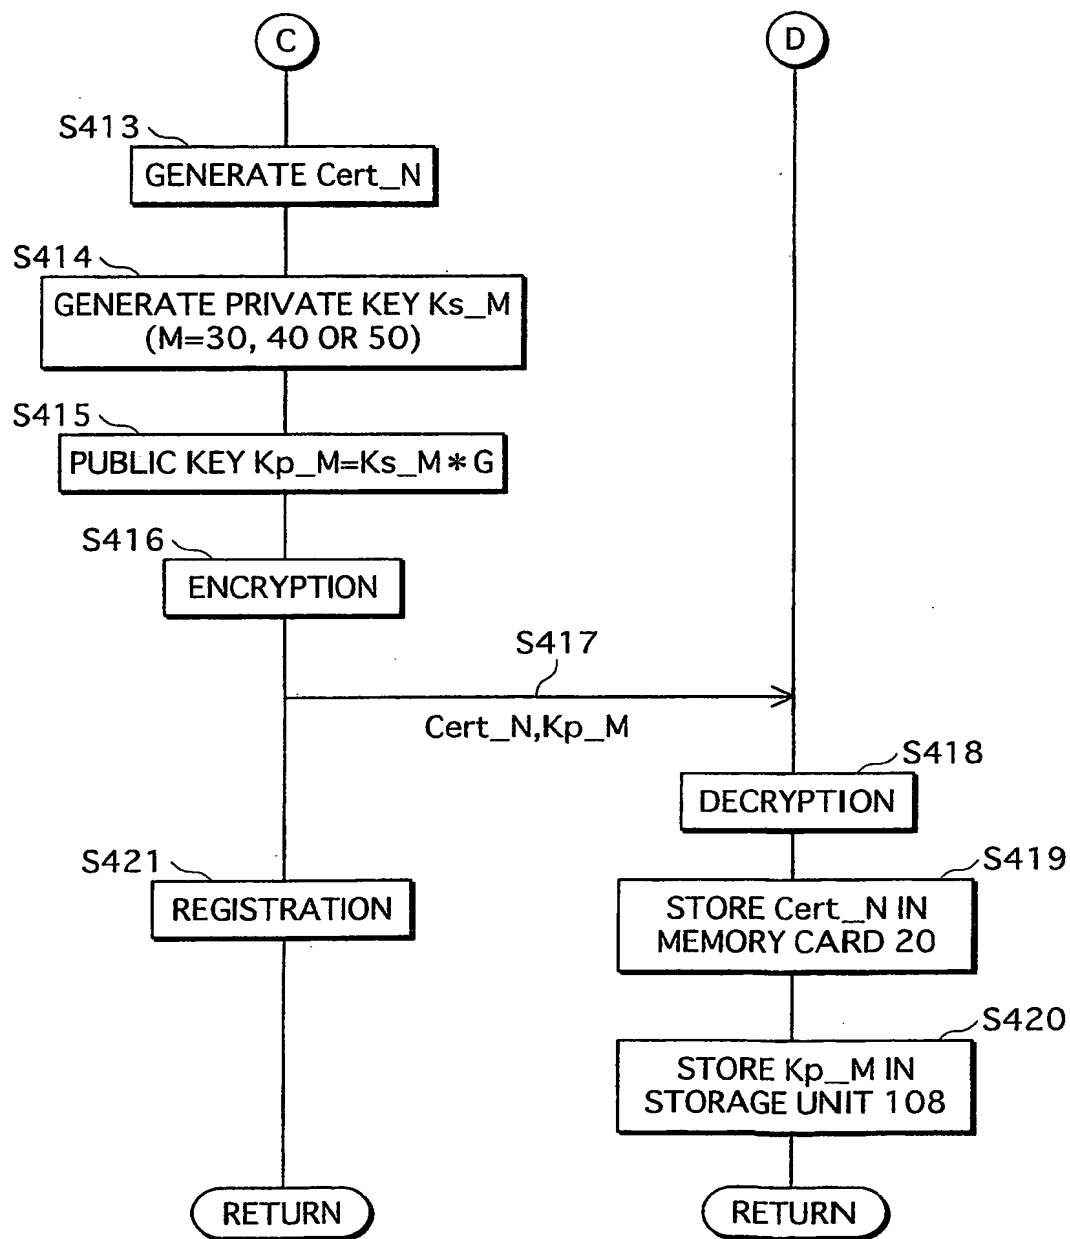 C
D
S413
GENERATE Cert_N
S414
GENERATE PRIVATE KEY Ks_M
(M=30, 40 OR 50)
S415
PUBLIC KEY Kp_M=Ks_M*G
S416
ENCRYPTION
S417
Cert_N,Kp_M
S418
DECRYPTION
S421
REGISTRATION
S419
STORE Cert_N IN
MEMORY CARD 20
S420
STORE Kp_M IN
STORAGE UNIT 108
RETURN
RETURN